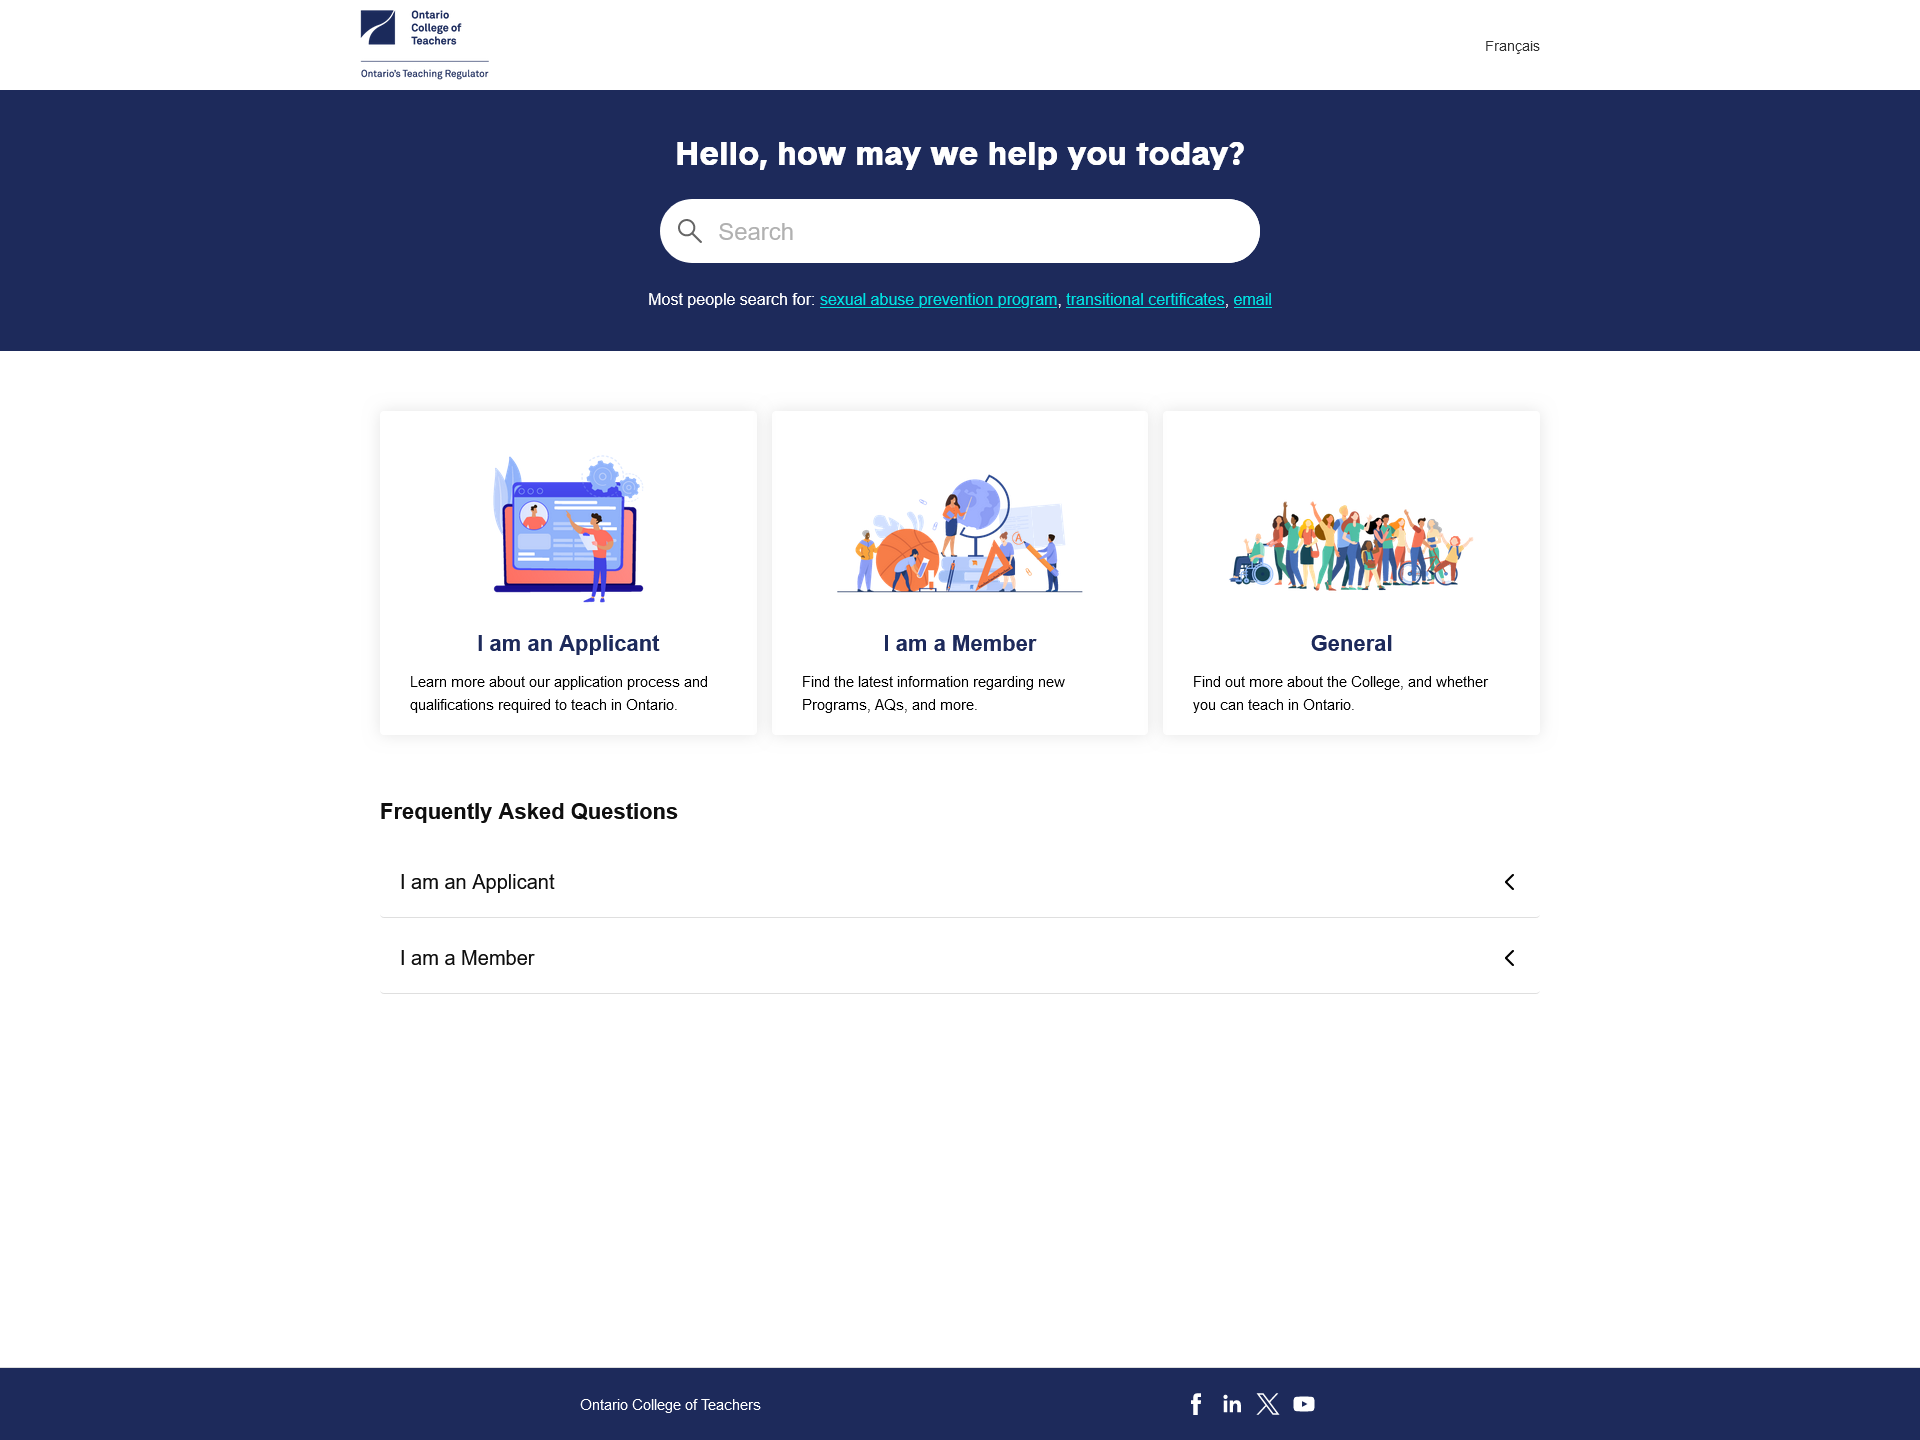 Ontario
College of
Teachers
Ontario's Teaching Regulator
Français
Hello, how may we help you today?
Search
Most people search for: sexual abuse prevention program, transitional certificates, email
I am an Applicant
Learn more about our application process and
qualifications required to teach in Ontario.
I am a Member
Find the latest information regarding new
Programs, AQs, and more.
General
Find out more about the College, and whether
you can teach in Ontario.
Frequently Asked Questions
I am an Applicant
I am a Member
Ontario College of Teachers